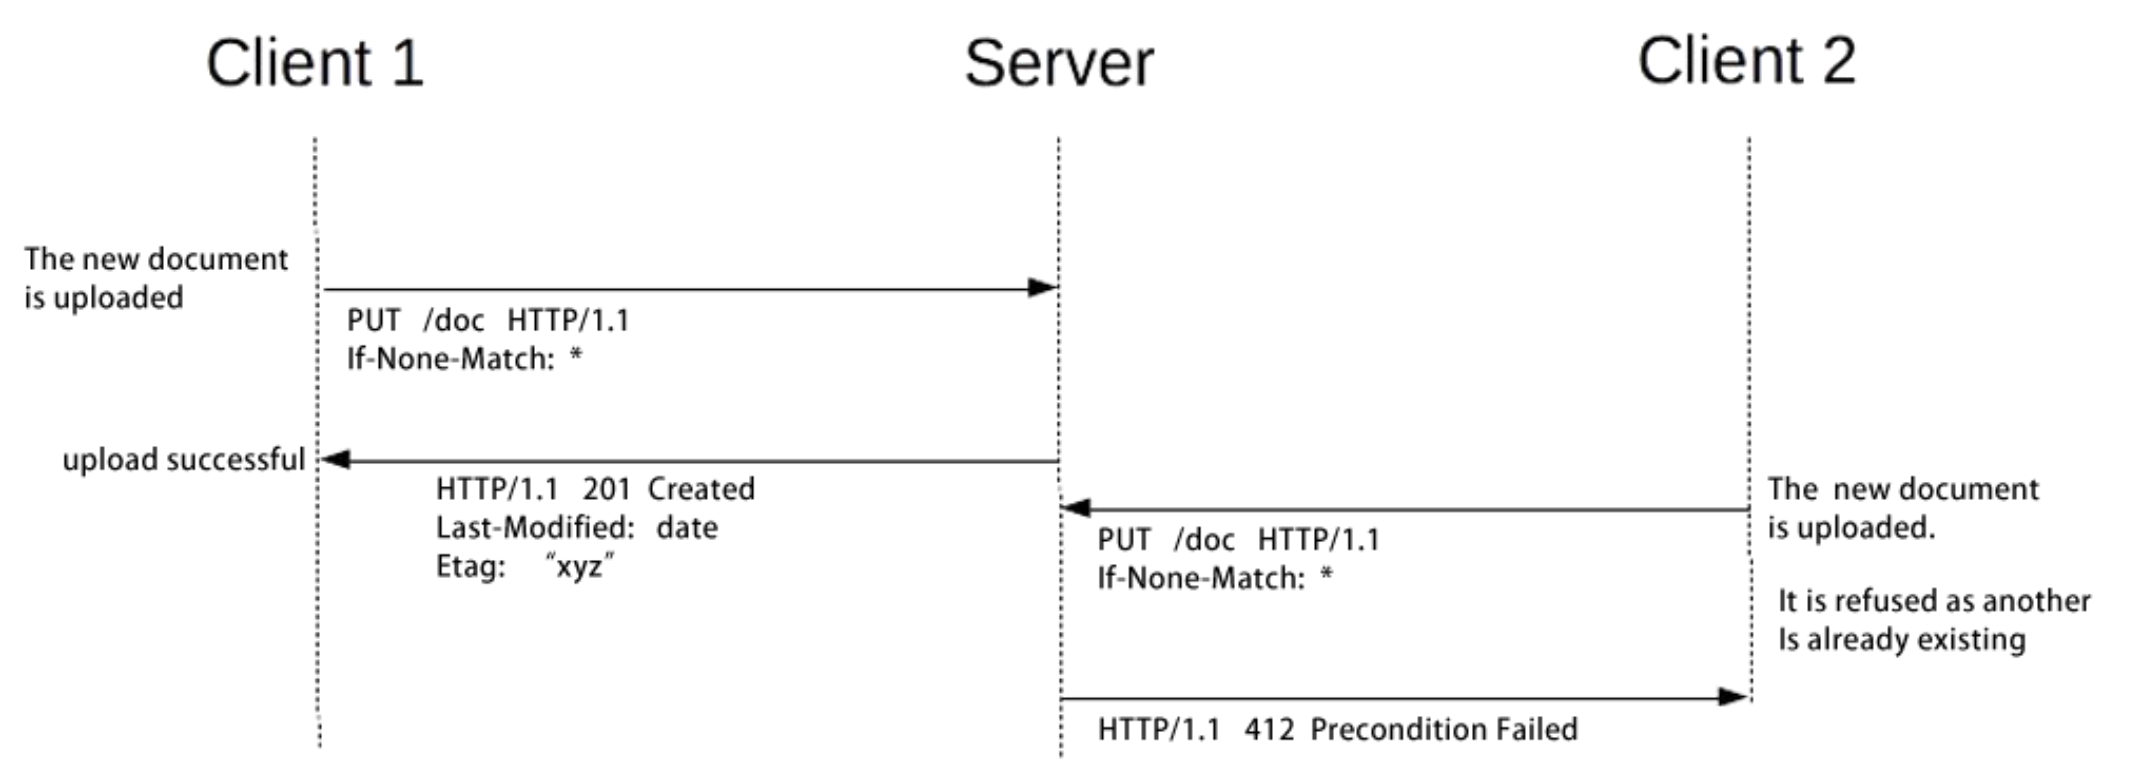 Client 1
Server
Client 2
The new document
is uploaded
PUT /doc HTTP/1.1
If-None-Match: *
upload successful
HTTP/1.1 201 Created
Last-Modified: date
Etag: “xyz”
The new document
is uploaded.
PUT /doc HTTP/1.1
If-None-Match: *
It is refused as another
Is already existing
HTTP/1.1 412 Precondition Failed